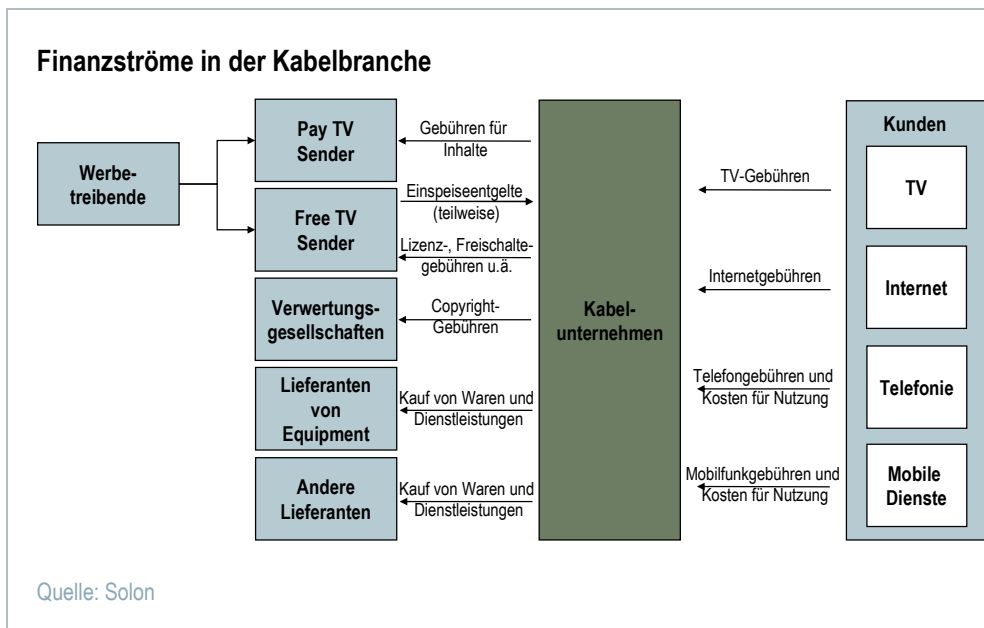 Finanzströme in der Kabelbranche
Werbe-
treibende
Pay TV
Sender
Free TV
Sender
Verwertungs-
gesellschaften
Lieferanten
von
Equipment
Andere
Lieferanten
Gebühren für
Inhalte
Einspeiseentgelte
(teilweise)
Lizenz-, Freischalte-
gebühren u.ä.
Copyright-
Gebühren
Kauf von Waren und
Dienstleistungen
Kauf von Waren und
Dienstleistungen
Kabel-
unternehmen
TV-Gebühren
Internetgebühren
Telefongebühren und
Kosten für Nutzung
Mobilfunkgebühren und
Kosten für Nutzung
Kunden
TV
Internet
Telefonie
Mobile
Dienste
Quelle: Solon